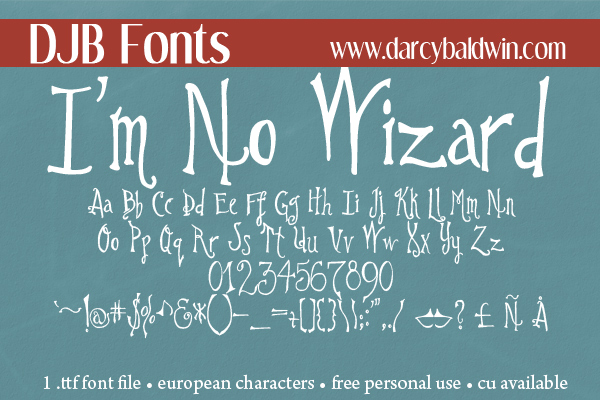 DJB Fonts www.darcybaldwin.com
I'm No Wizard
Aa Bb Cc Dd Ee Ff Gg Hh Ii Jj Kk Ll Mm Nn
Oo Pp Qq Rr Ss Tt Uu Vv Ww Xx Yy Zz
01234567890
`~!@#$%^&*()-_=+[]{}\|;:'",./<>? £ Ñ Å
1 .ttf font file • european characters • free personal use • cu available